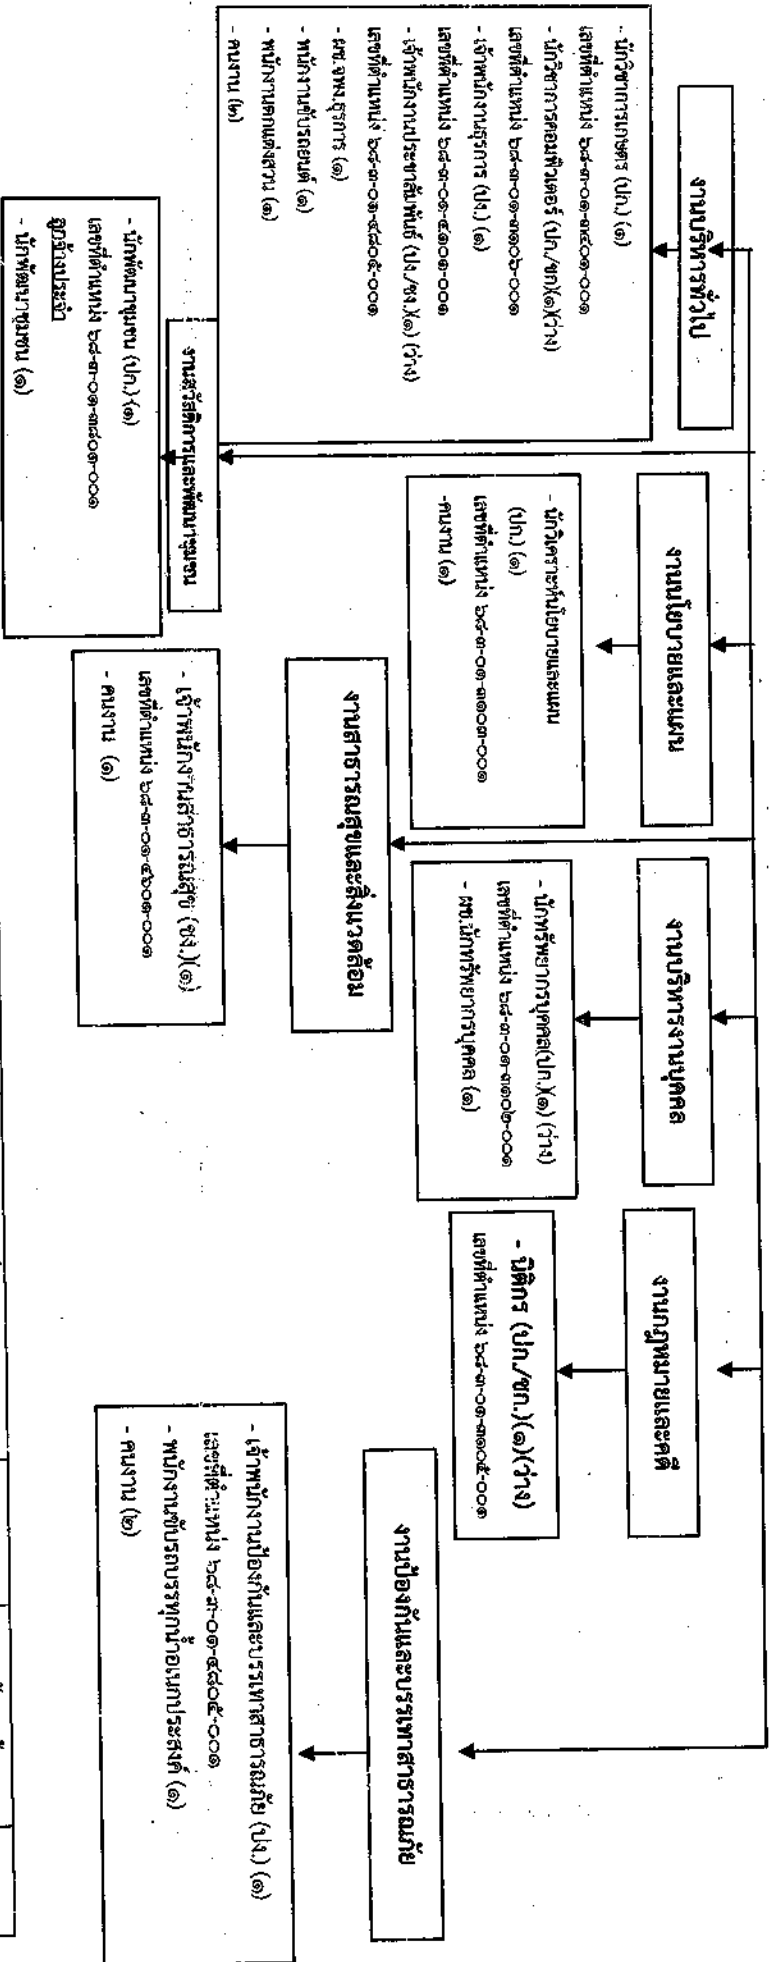 งานบริหารทั่วไป
- นักวิชาการเกษตร (ปก.) (๑)
เลขที่ตำแหน่ง ๖๘-๓-๐๑-๓๔๐๑-๐๐๑
- นักวิชาการคอมพิวเตอร์ (ปก./ชก)(๑)(ว่าง)
เลขที่ตำแหน่ง ๖๘-๓-๐๑-๓๑๐๖-๐๐๑
- เจ้าพนักงานธุรการ (ปง.) (๑)
เลขที่ตำแหน่ง ๖๘-๓-๐๑-๔๑๐๑-๐๐๑
- เจ้าพนักงานประชาสัมพันธ์ (ปง./ชง.)(๑) (ว่าง)
เลขที่ตำแหน่ง ๖๘-๓-๐๑-๔๘๐๕-๐๐๑
- ผช.จพง.ธุรการ (๑)
- พนักงานขับรถยนต์ (๑)
- พนักงานตกแต่งสวน (๑)
- คนงาน (๒)
งานนโยบายและแผน
- นักวิเคราะห์นโยบายและแผน
(ปก.) (๑)
เลขที่ตำแหน่ง ๖๘-๓-๐๑-๓๑๐๓-๐๐๑
-คนงาน (๑)
งานบริหารงานบุคคล
- นักทรัพยากรบุคคล(ปก.)(๑) (ว่าง)
เลขที่ตำแหน่ง ๖๘-๓-๐๑-๓๑๐๒-๐๐๑
- ผช.นักทรัพยากรบุคคล (๑)
งานกฎหมายและคดี
- นิติกร (ปก./ชก.)(๑)(ว่าง)
เลขที่ตำแหน่ง ๖๘-๓-๐๑-๓๑๐๕-๐๐๑
งานสวัสดิการและพัฒนาชุมชน
- นักพัฒนาชุมชน (ปก.) (๑)
เลขที่ตำแหน่ง ๖๘-๓-๐๑-๓๘๐๑-๐๐๑
ลูกจ้างประจำ
- นักพัฒนาชุมชน (๑)
งานสาธารณสุขและสิ่งแวดล้อม
- เจ้าพนักงานสาธารณสุข (ชง.)(๑)
เลขที่ตำแหน่ง ๖๘-๓-๐๑-๔๖๐๑-๐๐๑
- คนงาน (๑)
งานป้องกันและบรรเทาสาธารณภัย
- เจ้าพนักงานป้องกันและบรรเทาสาธารณภัย (ปง.) (๑)
เลขที่ตำแหน่ง ๖๘-๓-๐๑-๔๘๐๕-๐๐๑
- พนักงานขับรถบรรทุกน้ำอเนกประสงค์ (๑)
- คนงาน (๒)